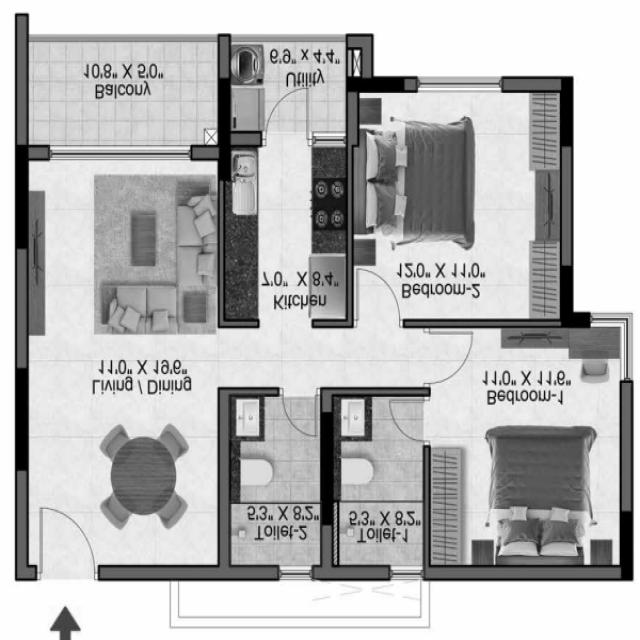 Balcony
10'8" X 5'0"
Utility
6'9" x 4'4"
Kitchen
7'0" X 8'4"
Bedroom-2
12'0" X 11'0"
Living / Dining
11'0" X 19'6"
Bedroom-1
11'0" X 11'6"
Toilet-2
5'3" X 8'2"
Toilet-1
5'3" X 8'2"